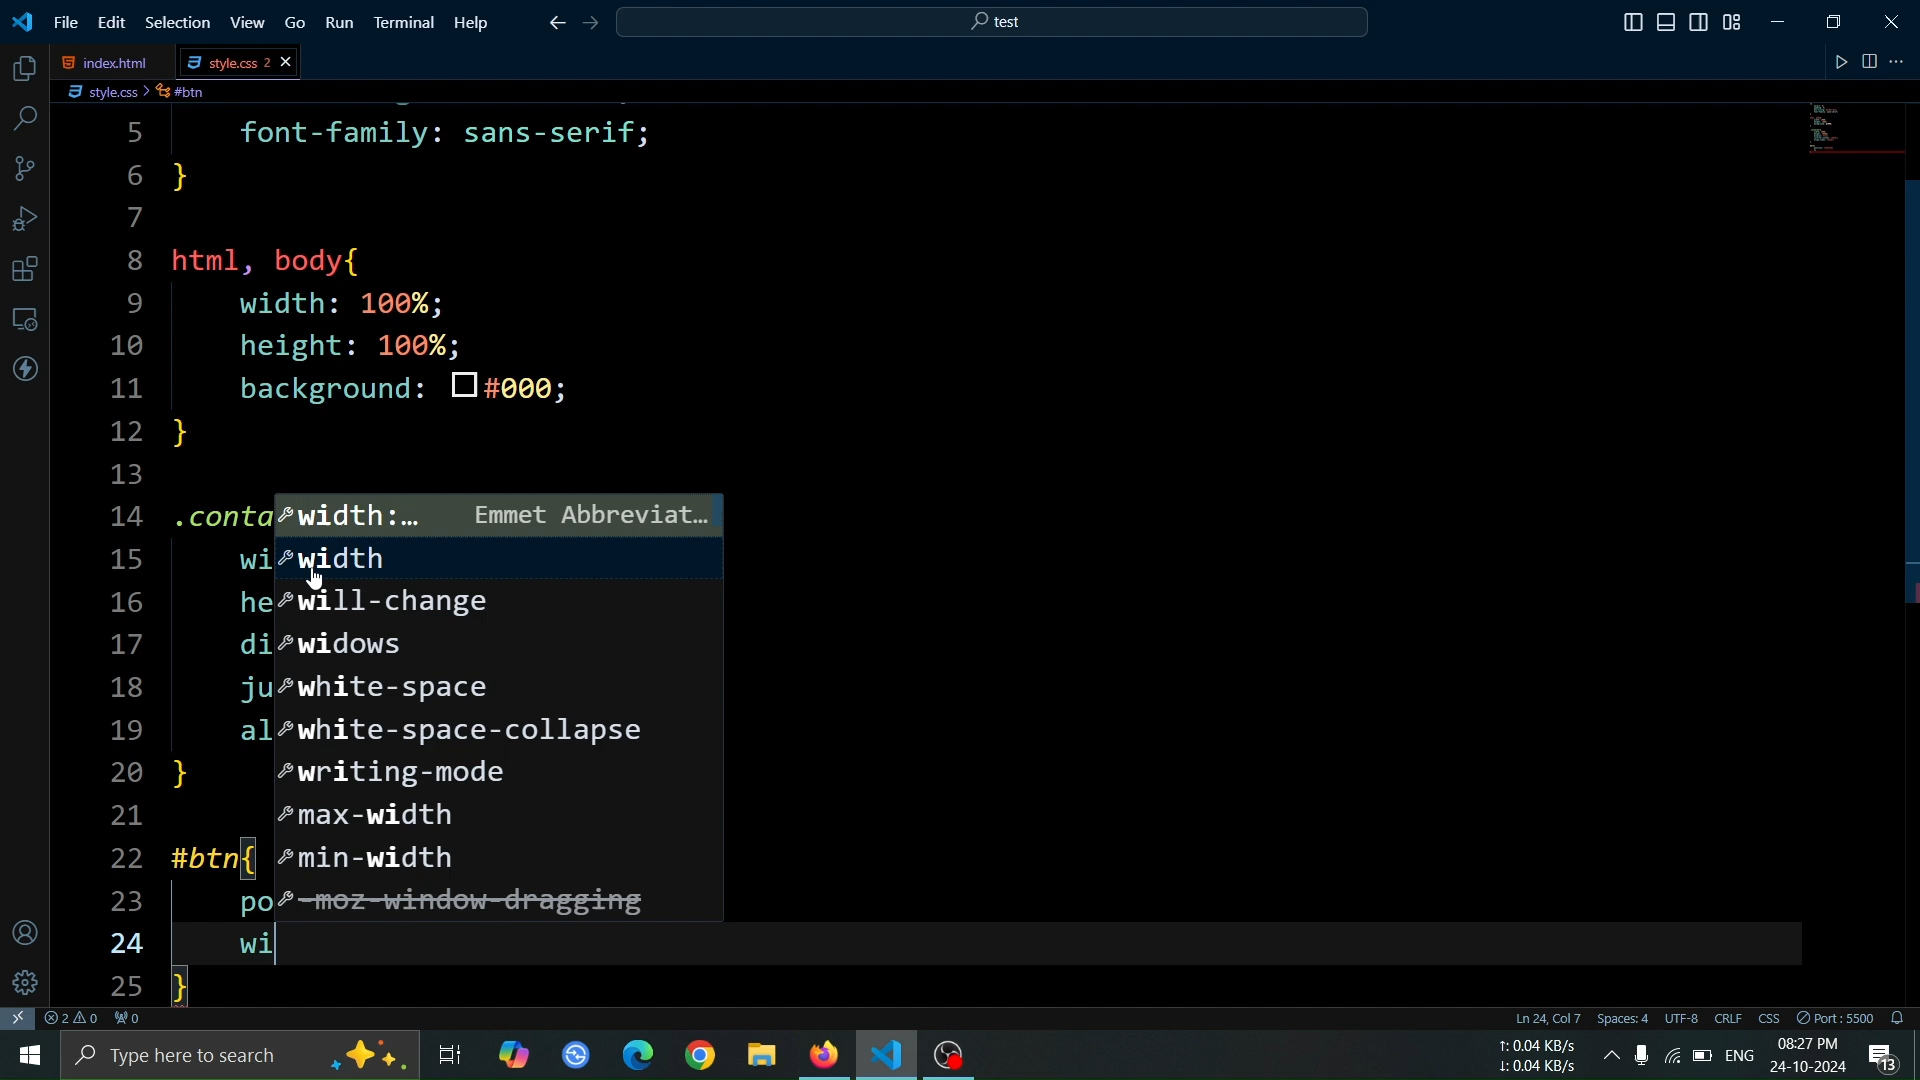 File Edit Selection View Go Run Terminal Help
test
index.html
style.css 2
style.css > #btn
5 font-family: sans-serif;
6 }
7
8 html, body{
9 width: 100%;
10 height: 100%;
11 background: #000;
12 }
13
14 .conta
width:... Emmet Abbreviat...
15 wi
width
16 he
will-change
17 di
widows
18 ju
white-space
19 al
white-space-collapse
20 }
writing-mode
21
max-width
22 #btn{
min-width
23 po
-moz-window-dragging
24 wi
25 }
2 0 0
Ln 24, Col 7 Spaces: 4 UTF-8 CRLF CSS Port : 5500
Type here to search
↑: 0.04 KB/s
↓: 0.04 KB/s
ENG
08:27 PM
24-10-2024
13